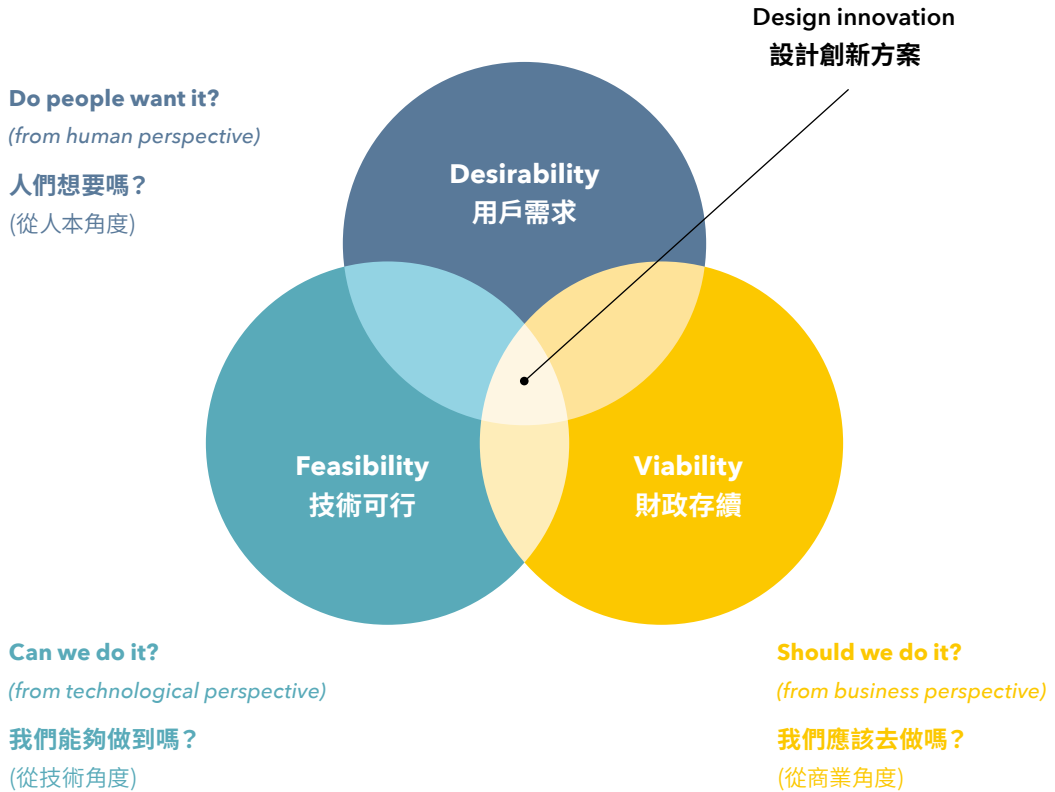 Design innovation
設計創新方案
Do people want it?
(from human perspective)
人們想要嗎？
(從人本角度)
Desirability
用戶需求
Feasibility
技術可行
Viability
財政存續
Can we do it?
(from technological perspective)
我們能夠做到嗎？
(從技術角度)
Should we do it?
(from business perspective)
我們應該去做嗎？
(從商業角度)